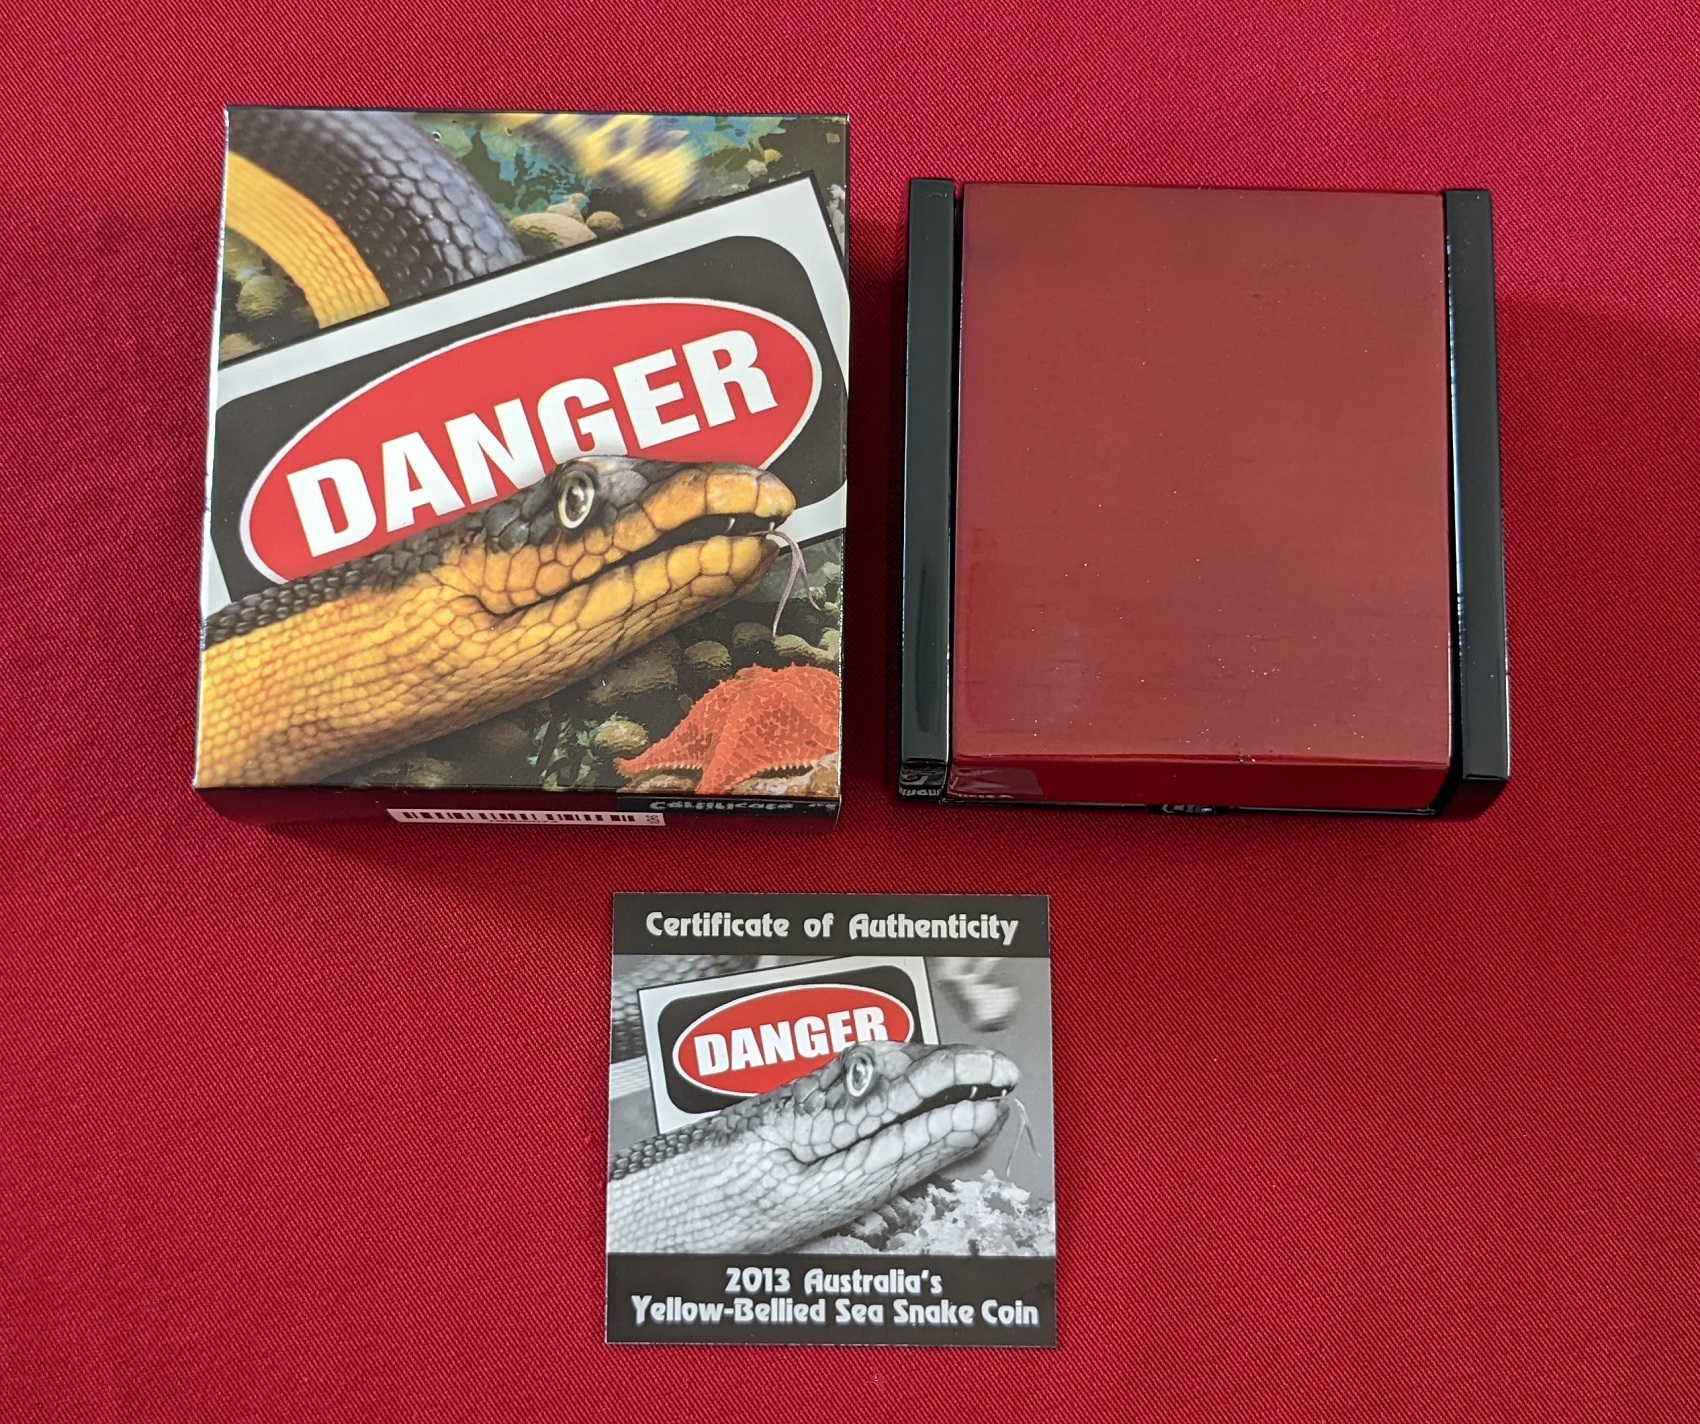 DANGER
Certificate of Authenticity
DANGER
2013 Australia's
Yellow-Bellied Sea Snake Coin